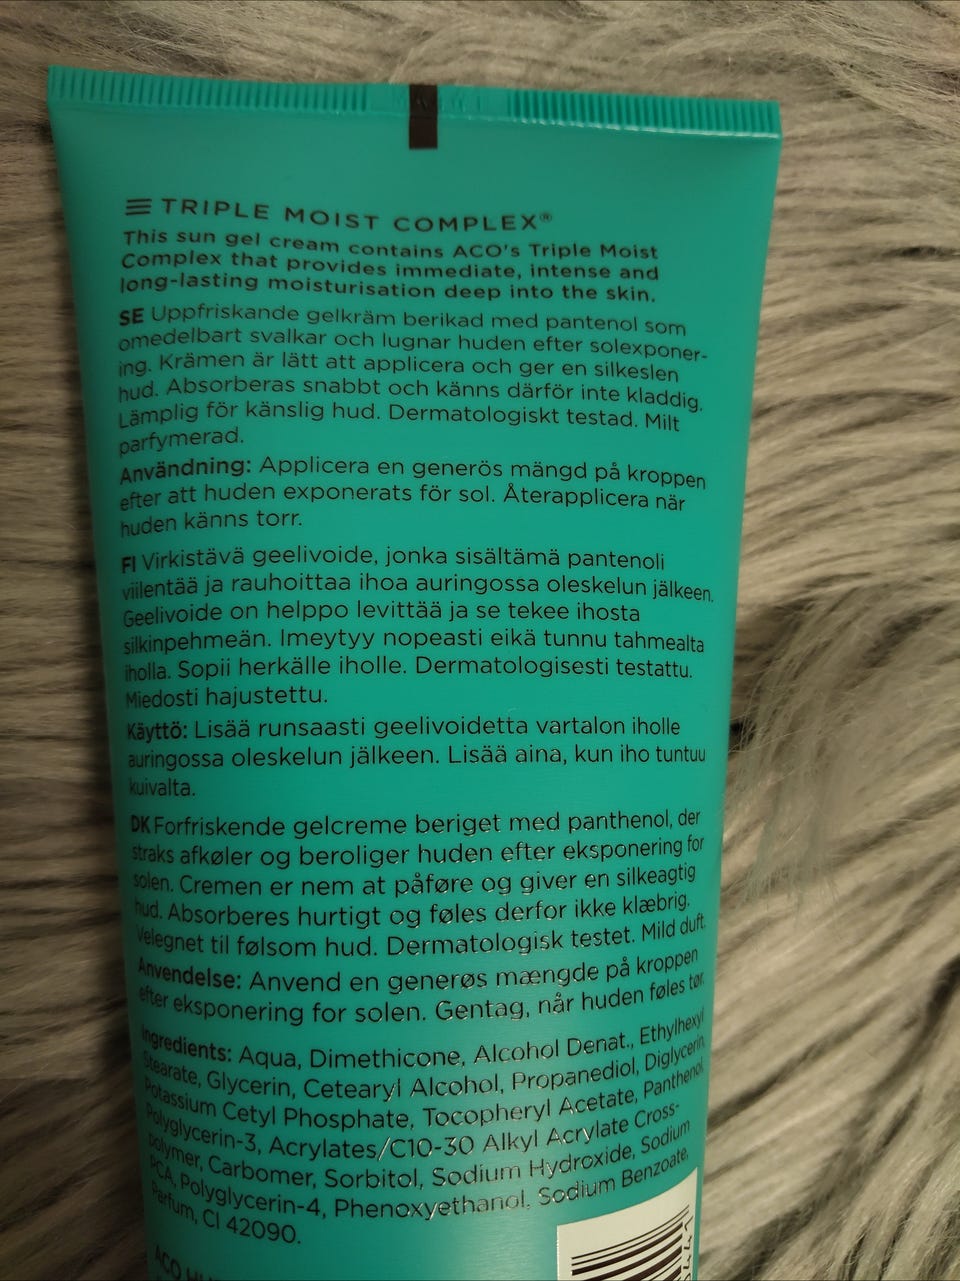 TRIPLE MOIST COMPLEX®
This sun gel cream contains ACO's Triple Moist
Complex that provides immediate, intense and
long-lasting moisturisation deep into the skin.
SE Uppfriskande gelkräm berikad med pantenol som
omedelbart svalkar och lugnar huden efter solexponer-
ing. Krämen är lätt att applicera och ger en silkeslen
hud. Absorberas snabbt och känns därför inte kladdig.
Lämplig för känslig hud. Dermatologiskt testad. Milt
parfymerad.
Användning: Applicera en generös mängd på kroppen
efter att huden exponerats för sol. Återapplicera när
huden känns torr.
FI Virkistävä geelivoide, jonka sisältämä pantenoli
viilentää ja rauhoittaa ihoa auringossa oleskelun jälkeen.
Geelivoide on helppo levittää ja se tekee ihosta
silkinpehmeän. Imeytyy nopeasti eikä tunnu tahmealta
iholla. Sopii herkälle iholle. Dermatologisesti testattu.
Miedosti hajustettu.
Käyttö: Lisää runsaasti geelivoidetta vartalon iholle
auringossa oleskelun jälkeen. Lisää aina, kun iho tuntuu
kuivalta.
DK Forfriskende gelcreme beriget med panthenol, der
straks afkøler og beroliger huden efter eksponering for
solen. Cremen er nem at påføre og giver en silkeagtig
hud. Absorberes hurtigt og føles derfor ikke klæbrig.
Velegnet til følsom hud. Dermatologisk testet. Mild duft.
Anvendelse: Anvend en generøs mængde på kroppen
efter eksponering for solen. Gentag, når huden føles tør.
Ingredients: Aqua, Dimethicone, Alcohol Denat., Ethylhexyl
Stearate, Glycerin, Cetearyl Alcohol, Propanediol, Diglycerin,
Potassium Cetyl Phosphate, Tocopheryl Acetate, Panthenol,
Polyglycerin-3, Acrylates/C10-30 Alkyl Acrylate Cross-
polymer, Carbomer, Sorbitol, Sodium Hydroxide, Sodium
PCA, Polyglycerin-4, Phenoxyethanol, Sodium Benzoate,
Parfum, CI 42090.
ACO